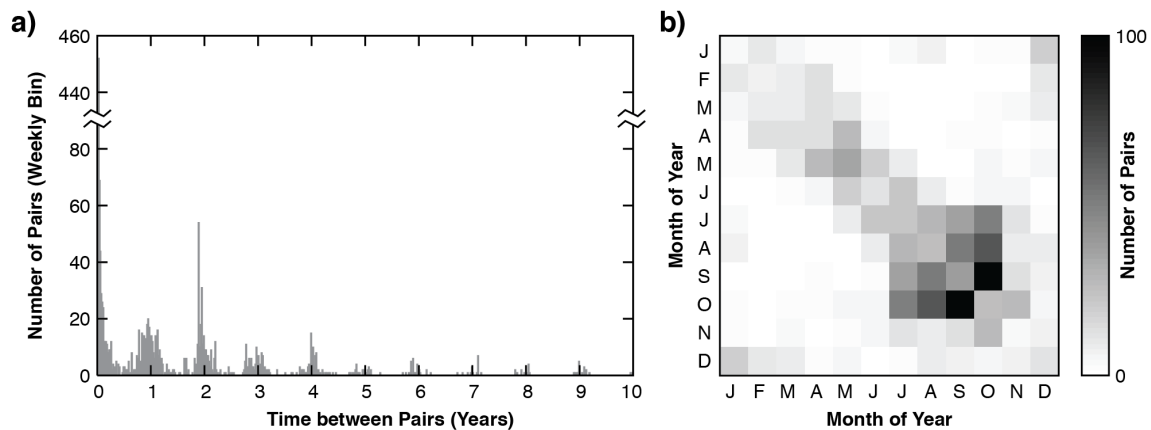 a)
460
440
80
60
40
20
0
Number of Pairs (Weekly Bin)
0 1 2 3 4 5 6 7 8 9 10
Time between Pairs (Years)
b)
J
F
M
A
M
J
J
A
S
O
N
D
Month of Year
J F M A M J J A S O N D
Month of Year
100
0
Number of Pairs